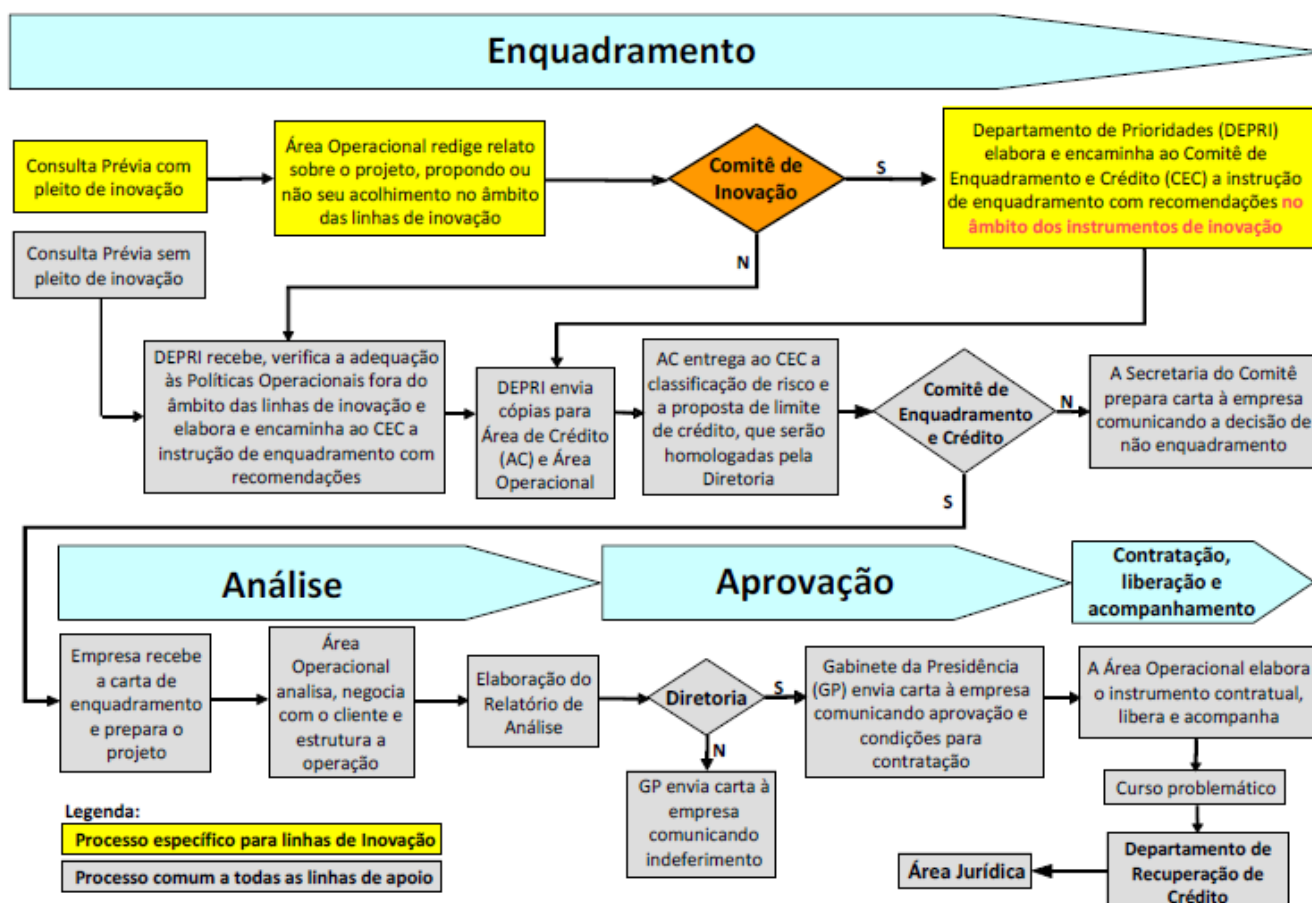 Enquadramento
Consulta Prévia com
pleito de inovação
Área Operacional redige relato
sobre o projeto, propondo ou
não seu acolhimento no âmbito
das linhas de inovação
Comitê de
Inovação
S
Departamento de Prioridades (DEPRI)
elabora e encaminha ao Comitê de
Enquadramento e Crédito (CEC) a instrução
de enquadramento com recomendações no
âmbito dos instrumentos de inovação
N
Consulta Prévia sem
pleito de inovação
DEPRI recebe, verifica a adequação
às Políticas Operacionais fora do
âmbito das linhas de inovação e
elabora e encaminha ao CEC a
instrução de enquadramento com
recomendações
DEPRI envia
cópias para
Área de Crédito
(AC) e Área
Operacional
AC entrega ao CEC a
classificação de risco e
a proposta de limite
de crédito, que serão
homologadas pela
Diretoria
Comitê de
Enquadramento
e Crédito
N
A Secretaria do Comitê
prepara carta à empresa
comunicando a decisão de
não enquadramento
S
Análise
Aprovação
Contratação,
liberação e
acompanhamento
Empresa recebe
a carta de
enquadramento
e prepara o
projeto
Área
Operacional
analisa, negocia
com o cliente e
estrutura a
operação
Elaboração do
Relatório de
Análise
Diretoria
S
N
GP envia carta à
empresa
comunicando
indeferimento
Gabinete da Presidência
(GP) envia carta à empresa
comunicando aprovação e
condições para
contratação
A Área Operacional elabora
o instrumento contratual,
libera e acompanha
Curso problemático
Departamento de
Recuperação de
Crédito
Área Jurídica
Legenda:
Processo específico para linhas de Inovação
Processo comum a todas as linhas de apoio